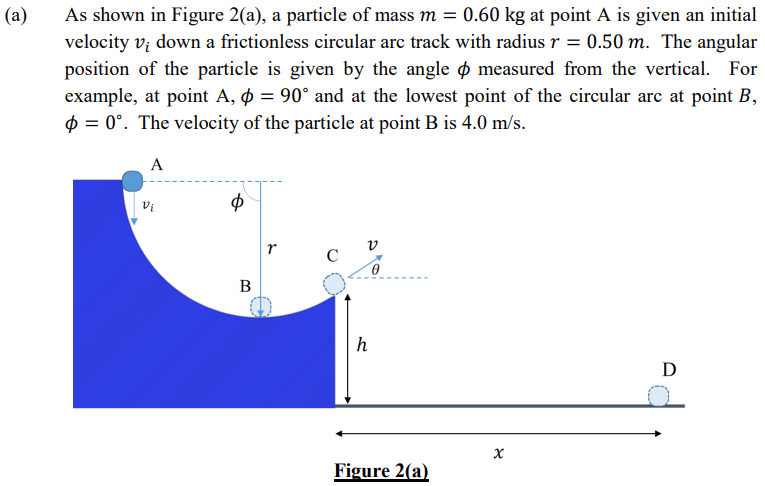 (a) As shown in Figure 2(a), a particle of mass m = 0.60 kg at point A is given an initial
velocity vᵢ down a frictionless circular arc track with radius r = 0.50 m. The angular
position of the particle is given by the angle ϕ measured from the vertical. For
example, at point A, ϕ = 90° and at the lowest point of the circular arc at point B,
ϕ = 0°. The velocity of the particle at point B is 4.0 m/s.
A
vᵢ
ϕ
r
B
C
v
θ
h
D
x
Figure 2(a)